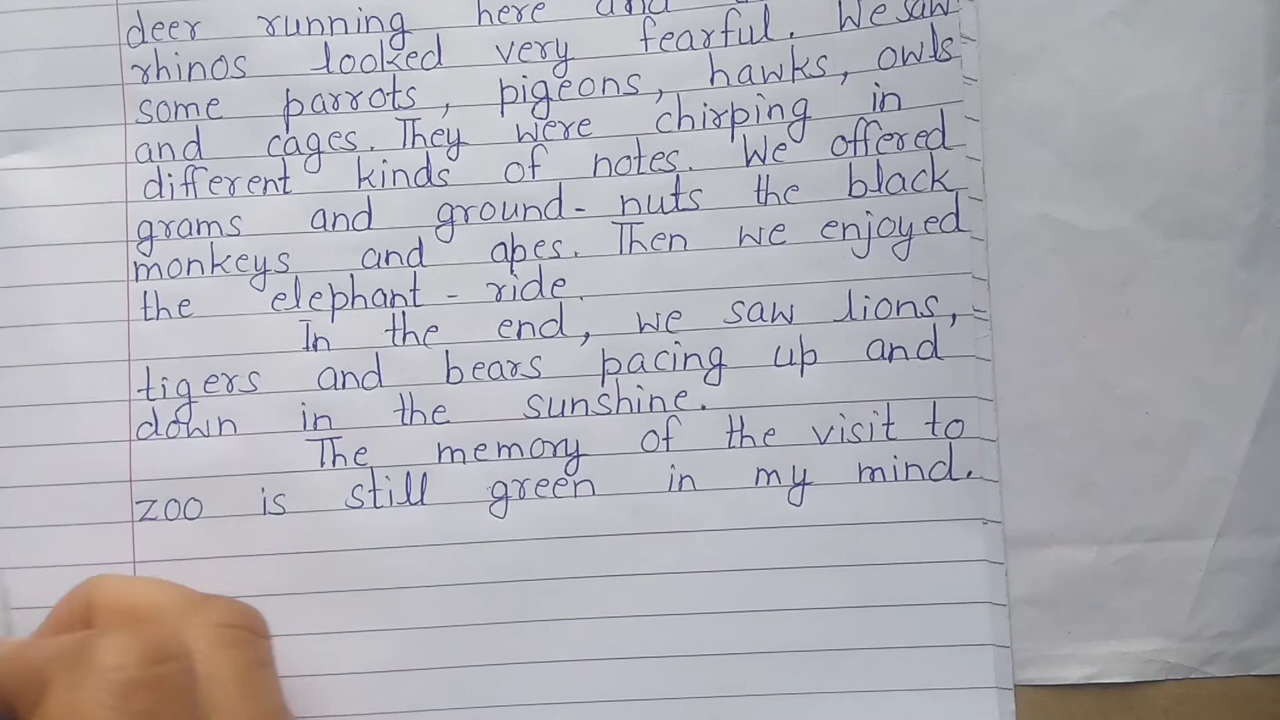 deer running here and
rhinos looked very fearful. We saw
some parrots, pigeons, hawks, owls
and cages. They were chirping in
different kinds of notes. We offered
grams and ground-nuts the black
monkeys and apes. Then we enjoyed
the elephant-ride.
In the end, we saw lions,
tigers and bears pacing up and
down in the sunshine.
The memory of the visit to
zoo is still green in my mind.